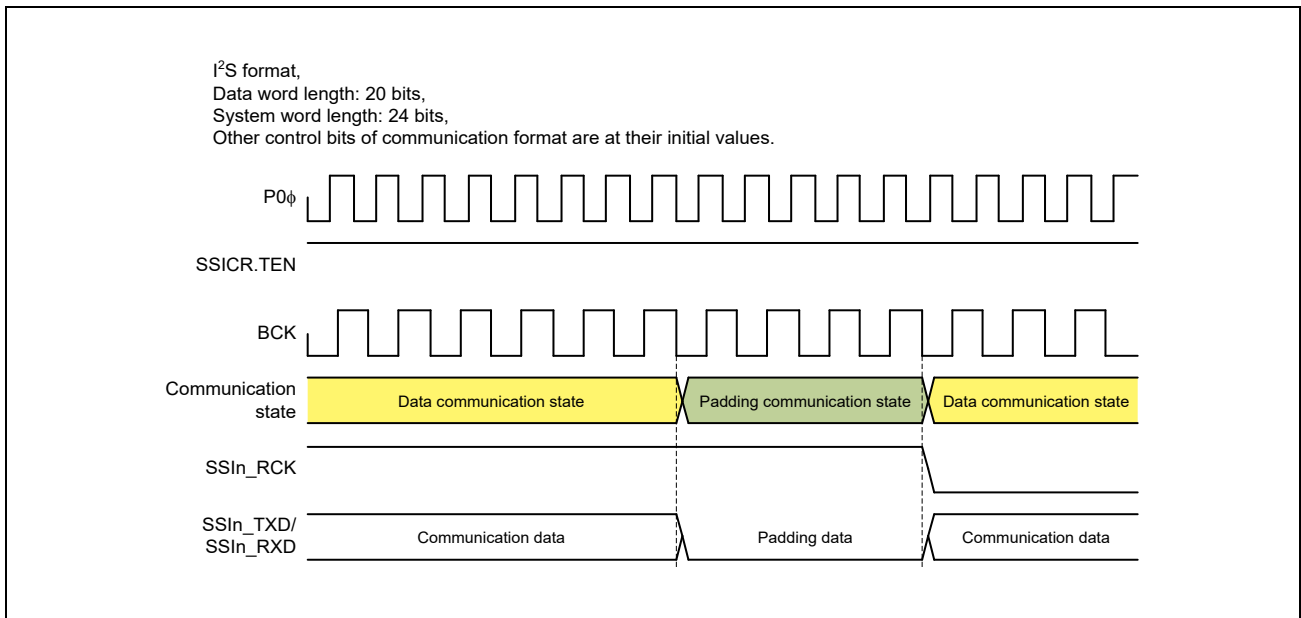 I²S format,
Data word length: 20 bits,
System word length: 24 bits,
Other control bits of communication format are at their initial values.
P0ϕ
SSICR.TEN
BCK
Communication
state
Data communication state
Padding communication state
Data communication state
SSIn_RCK
SSIn_TXD/
SSIn_RXD
Communication data
Padding data
Communication data